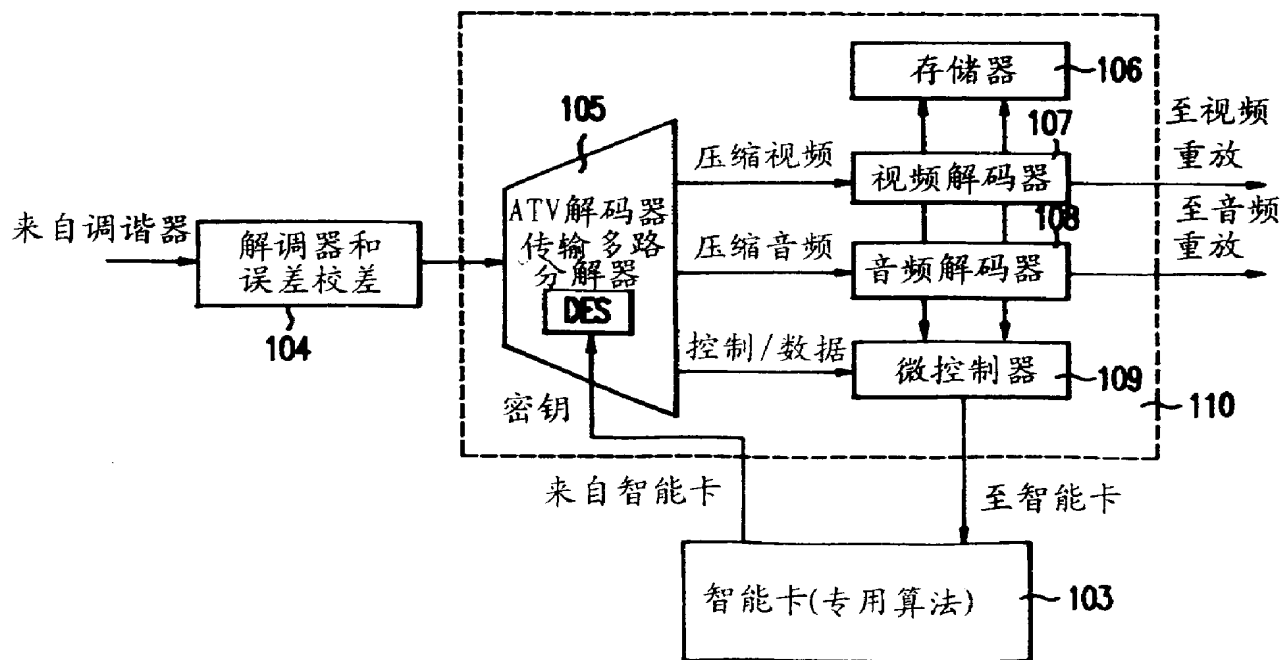 存储器
106
105
107
至视频
重放
压缩视频
视频解码器
来自调谐器
解调器和
误差校差
104
ATV解码器
传输多路
分解器
DES
108
至音频
重放
压缩音频
音频解码器
控制/数据
微控制器
109
密钥
110
来自智能卡
至智能卡
智能卡(专用算法)
103